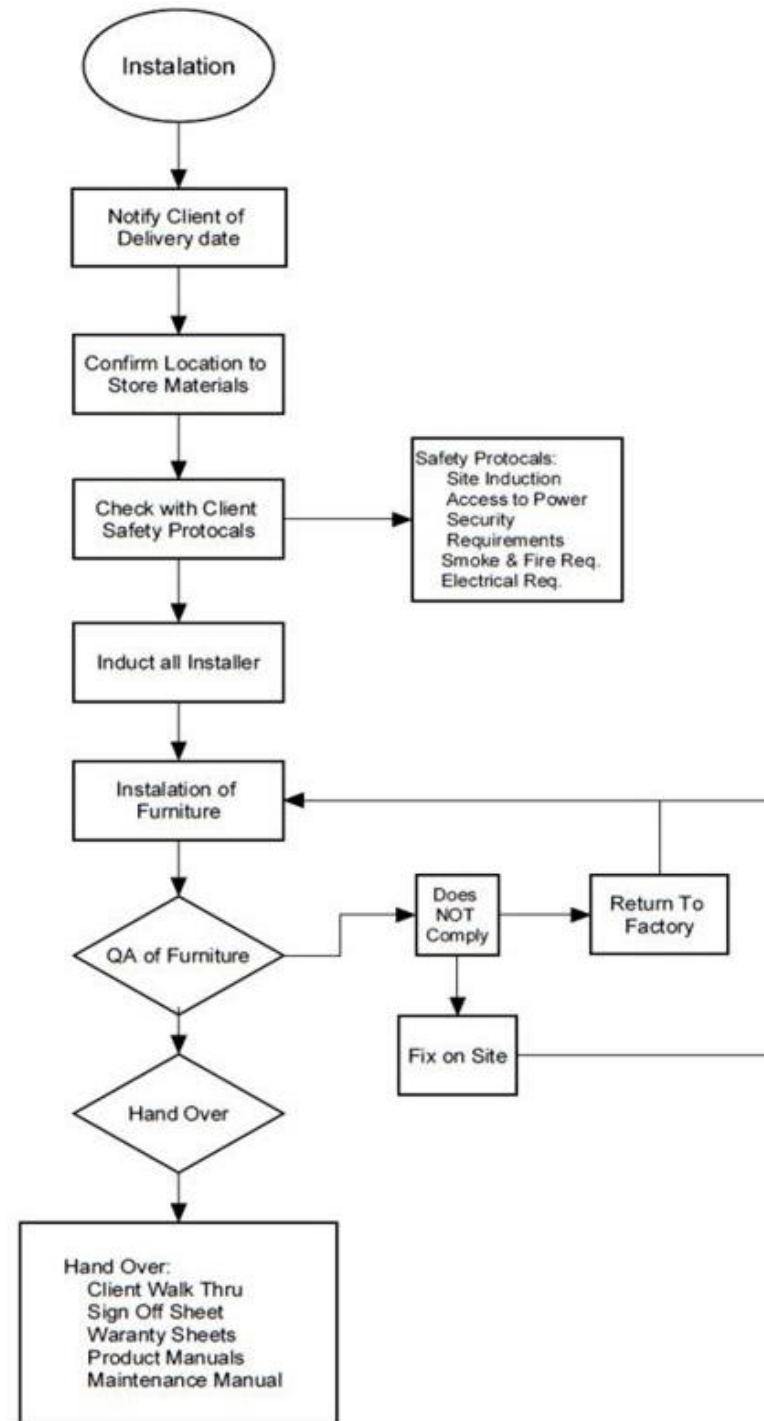 Instalation
Notify Client of
Delivery date
Confirm Location to
Store Materials
Check with Client
Safety Protocals
Safety Protocals:
Site Induction
Access to Power
Security
Requirements
Smoke & Fire Req.
Electrical Req.
Induct all Installer
Instalation of
Furniture
QA of Furniture
Does
NOT
Comply
Return To
Factory
Fix on Site
Hand Over
Hand Over:
Client Walk Thru
Sign Off Sheet
Waranty Sheets
Product Manuals
Maintenance Manual